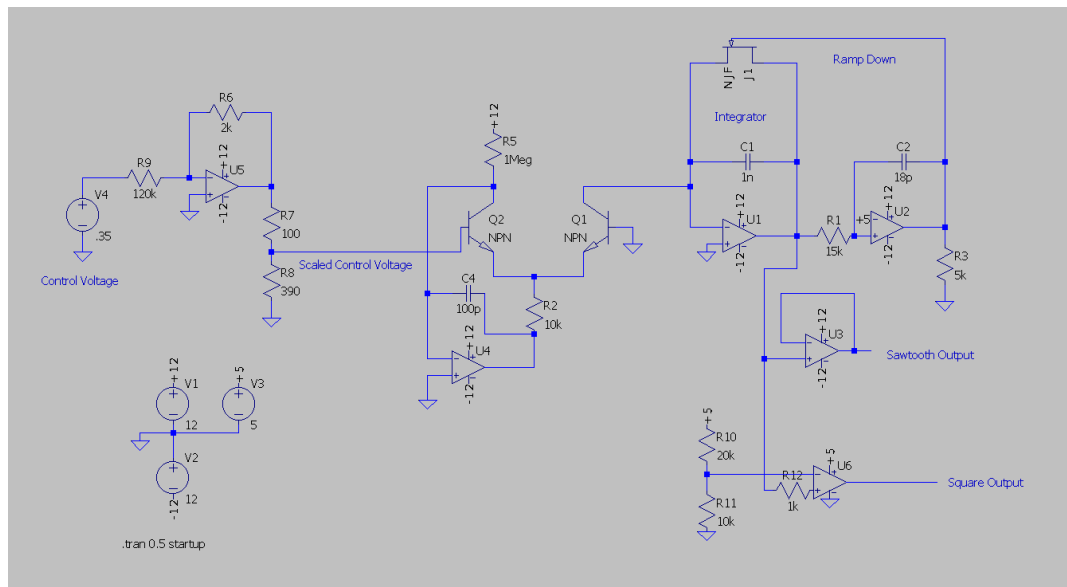 R6
2k
R9
120k
+12
U5
-12
V4
.35
Control Voltage
R7
100
R8
390
Scaled Control Voltage
+12
R5
1Meg
Q2
NPN
Q1
NPN
C4
100p
R2
10k
+12
U4
-12
NJF
J1
Ramp Down
Integrator
C1
1n
+12
U1
-12
R1
15k
C2
18p
+5
+12
U2
-12
R3
5k
+12
U3
-12
Sawtooth Output
+5
R10
20k
R11
10k
R12
1k
+5
U6
Square Output
+12
V1
12
+5
V3
5
V2
12
-12
.tran 0.5 startup